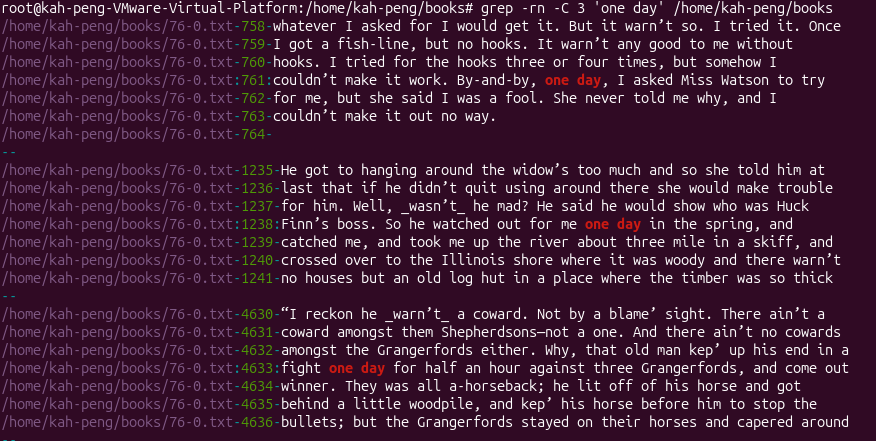 root@kah-peng-VMware-Virtual-Platform:/home/kah-peng/books# grep -rn -C 3 'one day' /home/kah-peng/books
/home/kah-peng/books/76-0.txt-758-whatever I asked for I would get it. But it warn’t so. I tried it. Once
/home/kah-peng/books/76-0.txt-759-I got a fish-line, but no hooks. It warn’t any good to me without
/home/kah-peng/books/76-0.txt-760-hooks. I tried for the hooks three or four times, but somehow I
/home/kah-peng/books/76-0.txt:761:couldn’t make it work. By-and-by, one day, I asked Miss Watson to try
/home/kah-peng/books/76-0.txt-762-for me, but she said I was a fool. She never told me why, and I
/home/kah-peng/books/76-0.txt-763-couldn’t make it out no way.
/home/kah-peng/books/76-0.txt-764-
--
/home/kah-peng/books/76-0.txt-1235-He got to hanging around the widow’s too much and so she told him at
/home/kah-peng/books/76-0.txt-1236-last that if he didn’t quit using around there she would make trouble
/home/kah-peng/books/76-0.txt-1237-for him. Well, _wasn’t_ he mad? He said he would show who was Huck
/home/kah-peng/books/76-0.txt:1238:Finn’s boss. So he watched out for me one day in the spring, and
/home/kah-peng/books/76-0.txt-1239-catched me, and took me up the river about three mile in a skiff, and
/home/kah-peng/books/76-0.txt-1240-crossed over to the Illinois shore where it was woody and there warn’t
/home/kah-peng/books/76-0.txt-1241-no houses but an old log hut in a place where the timber was so thick
--
/home/kah-peng/books/76-0.txt-4630-“I reckon he _warn’t_ a coward. Not by a blame’ sight. There ain’t a
/home/kah-peng/books/76-0.txt-4631-coward amongst them Shepherdsons—not a one. And there ain’t no cowards
/home/kah-peng/books/76-0.txt-4632-amongst the Grangerfords either. Why, that old man kep’ up his end in a
/home/kah-peng/books/76-0.txt:4633:fight one day for half an hour against three Grangerfords, and come out
/home/kah-peng/books/76-0.txt-4634-winner. They was all a-horseback; he lit off of his horse and got
/home/kah-peng/books/76-0.txt-4635-behind a little woodpile, and kep’ his horse before him to stop the
/home/kah-peng/books/76-0.txt-4636-bullets; but the Grangerfords stayed on their horses and capered around
--